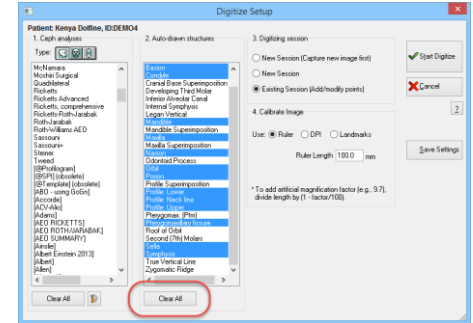 Digitize Setup
Patient: Kenya Dolfine, ID:DEMO4
1. Ceph analyses
Type:
McNamara
Moshiri Surgical
Quadrilateral
Ricketts
Ricketts Advanced
Ricketts, comprehensive
Ricketts-Roth-Jarabak
Roth-Jarabak
Roth-Williams AEO
Sassouni
Sassouni+
Steiner
Tweed
[@Profilogram]
[@SPI] (obsolete)
[@Template] (obsolete)
[ABO - using GoGn]
[Accorde]
[ACV-Alio]
[Adams]
[AEO RICKETTS]
[AEO ROTH/JARABAK]
[AEO SUMMARY]
[Ainslie]
[Albert Einstein 2013]
[Albert]
[Allen]
Clear All
2. Auto-drawn structures
Basion
Condyle
Cranial Base Superimposition
Developing Third Molar
Inferior Alveolar Canal
Internal Symphysis
Legan Vertical
Mandible
Mandible Superimposition
Maxilla
Maxilla Superimposition
Nasion
Odontoid Process
Orbit
Porion
Profile Superimposition
Profile: Lower
Profile: Neck line
Profile: Upper
Pterygomax. (Ptm)
Pterygomaxillary fissure
Roof of Orbit
Second (7th) Molars
Sella
Symphysis
True Vertical Line
Zygomatic Ridge
Clear All
3. Digitizing session
New Session (Capture new image first)
New Session
Existing Session (Add/modify points)
4. Calibrate Image
Use: Ruler DPI Landmarks
Ruler Length 100.0 mm
* To add artificial magnification factor (e.g., 9.7), divide length by (1 - factor/100).
Start Digitize
Cancel
?
Save Settings